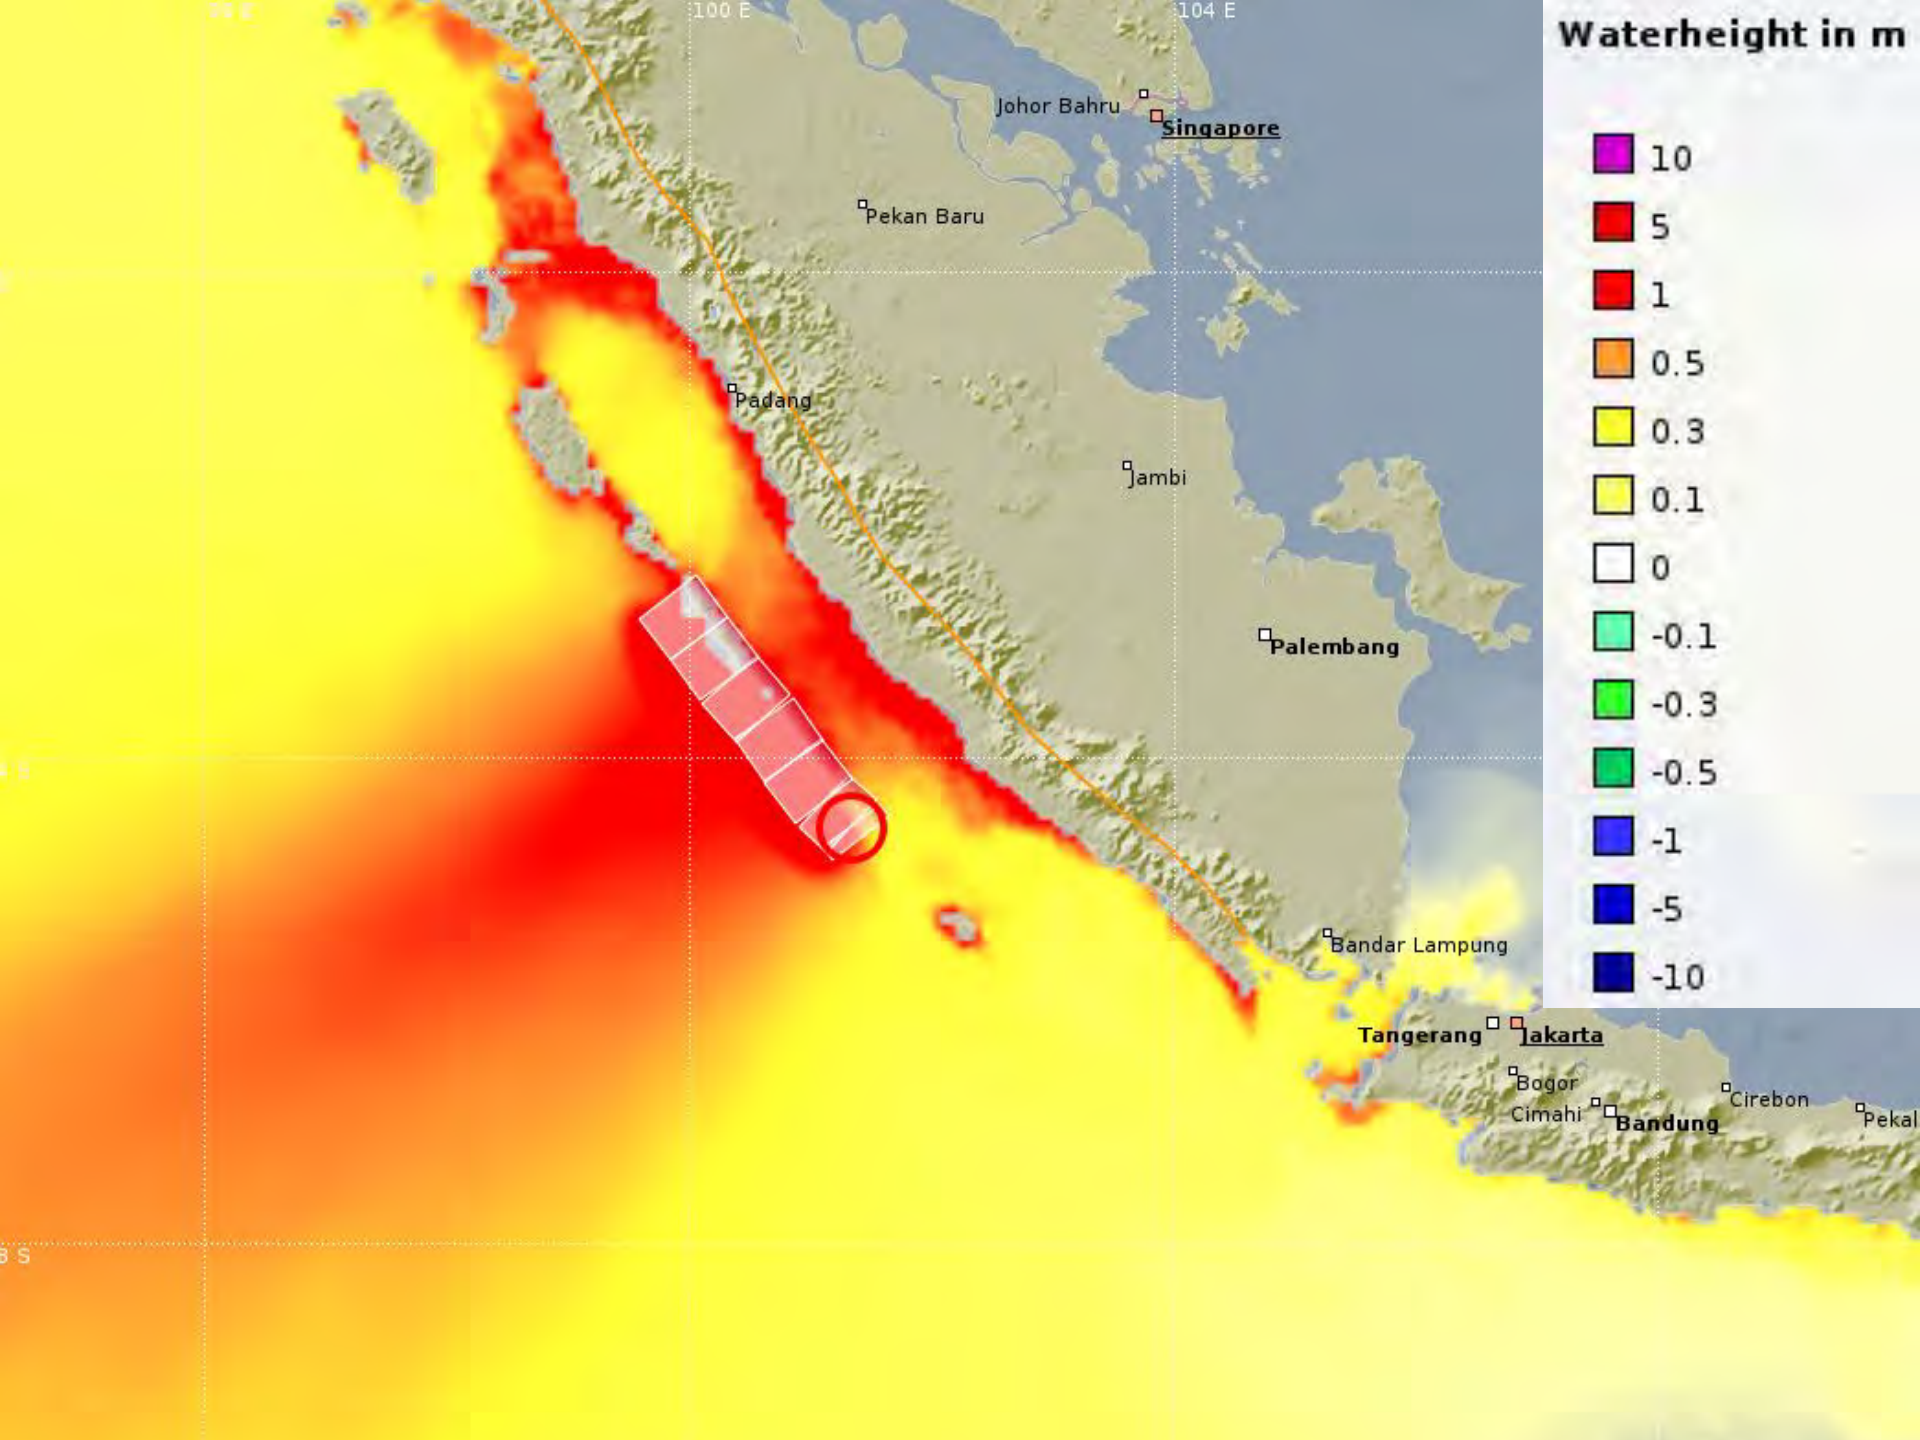 100 E
104 E
Waterheight in m
Johor Bahru
Singapore
10
Pekan Baru
5
1
0.5
Padang
0.3
Jambi
0.1
0
Palembang
-0.1
-0.3
-0.5
-1
-5
Bandar Lampung
-10
Tangerang
Jakarta
Bogor
Cirebon
Cimahi
Bandung
Pekal
8 S